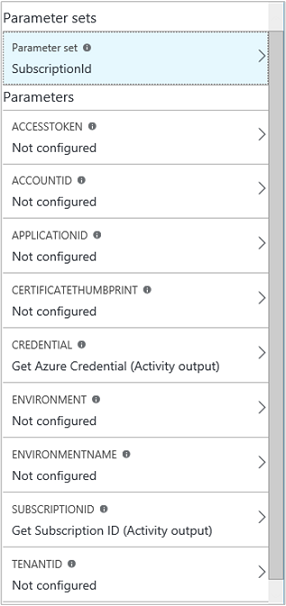 Parameter sets
Parameter set
SubscriptionId
Parameters
ACCESSTOKEN
Not configured
ACCOUNTID
Not configured
APPLICATIONID
Not configured
CERTIFICATETHUMBPRINT
Not configured
CREDENTIAL
Get Azure Credential (Activity output)
ENVIRONMENT
Not configured
ENVIRONMENTNAME
Not configured
SUBSCRIPTIONID
Get Subscription ID (Activity output)
TENANTID
Not configured